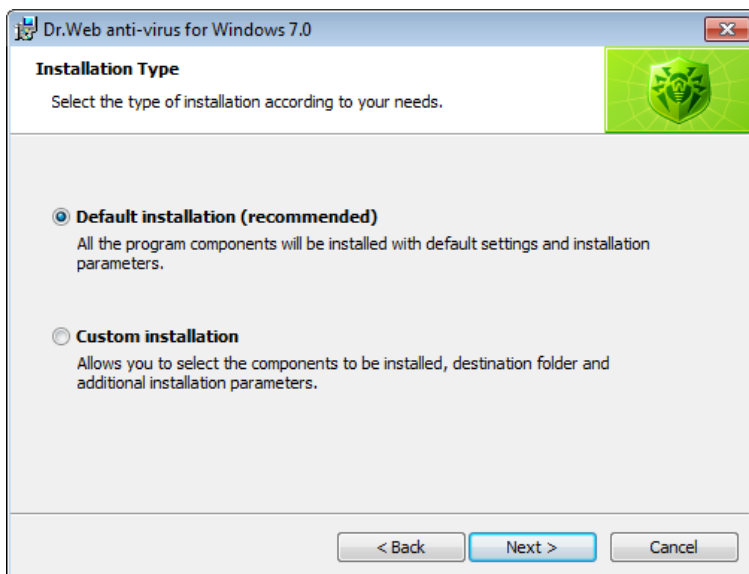 Dr.Web anti-virus for Windows 7.0
Installation Type
Select the type of installation according to your needs.
Default installation (recommended)
All the program components will be installed with default settings and installation
parameters.
Custom installation
Allows you to select the components to be installed, destination folder and
additional installation parameters.
< Back Next > Cancel